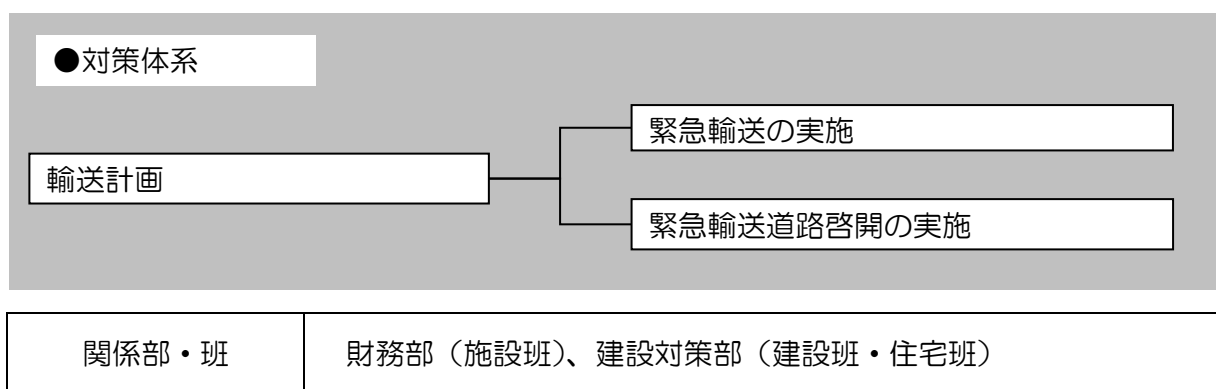 ●対策体系
緊急輸送の実施
輸送計画
緊急輸送道路啓開の実施
関係部・班
財務部（施設班）、建設対策部（建設班・住宅班）